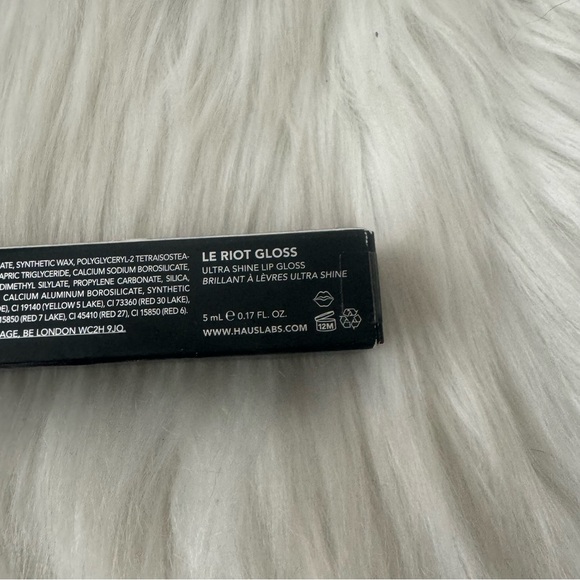 ATE, SYNTHETIC WAX, POLYGLYCERYL-2 TETRAISOSTEA-
APRIC TRIGLYCERIDE, CALCIUM SODIUM BOROSILICATE,
DIMETHYL SILYLATE, PROPYLENE CARBONATE, SILICA,
CALCIUM ALUMINUM BOROSILICATE, SYNTHETIC
E), CI 19140 (YELLOW 5 LAKE), CI 73360 (RED 30 LAKE),
15850 (RED 7 LAKE), CI 45410 (RED 27), CI 15850 (RED 6).
AGE, BE LONDON WC2H 9JQ.
LE RIOT GLOSS
ULTRA SHINE LIP GLOSS
BRILLANT À LÈVRES ULTRA SHINE
5 mL ℮ 0.17 FL. OZ.
WWW.HAUSLABS.COM
12M